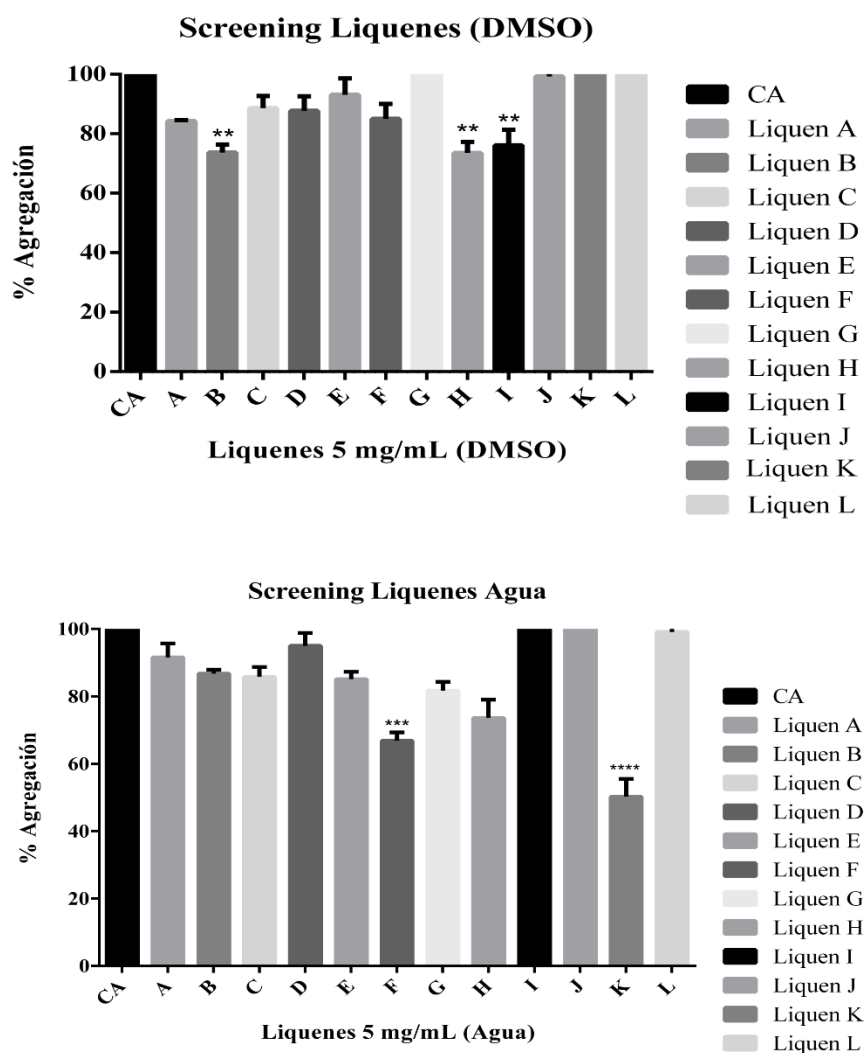 Screening Liquenes (DMSO)
100
80
60
40
20
0
% Agregación
**
**
**
CA
A
B
C
D
E
F
G
H
I
J
K
L
Liquenes 5 mg/mL (DMSO)
CA
Liquen A
Liquen B
Liquen C
Liquen D
Liquen E
Liquen F
Liquen G
Liquen H
Liquen I
Liquen J
Liquen K
Liquen L
Screening Liquenes Agua
100
80
60
40
20
0
% Agregación
***
****
CA
A
B
C
D
E
F
G
H
I
J
K
L
Liquenes 5 mg/mL (Agua)
CA
Liquen A
Liquen B
Liquen C
Liquen D
Liquen E
Liquen F
Liquen G
Liquen H
Liquen I
Liquen J
Liquen K
Liquen L